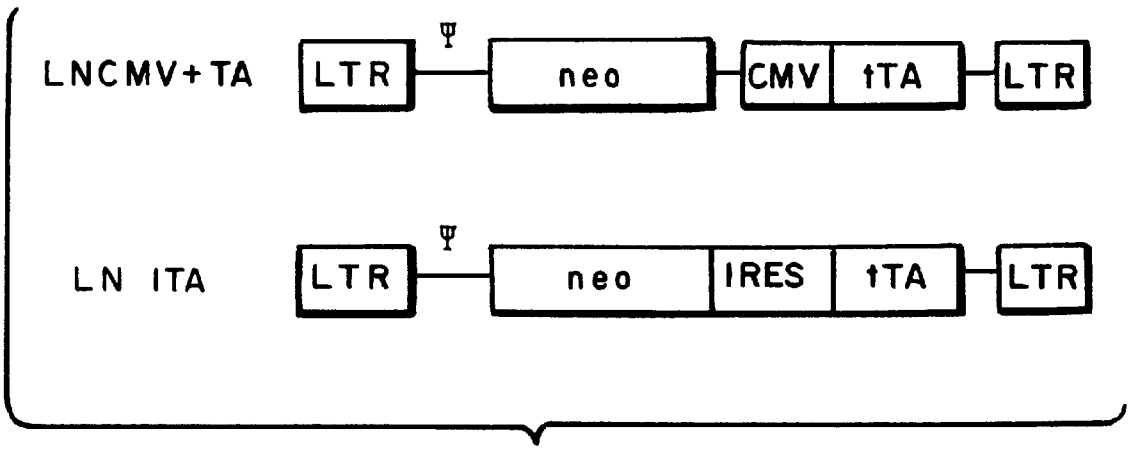 Ψ
LNCMV+TA LTR neo CMV tTA LTR
Ψ
LN ITA LTR neo IRES tTA LTR